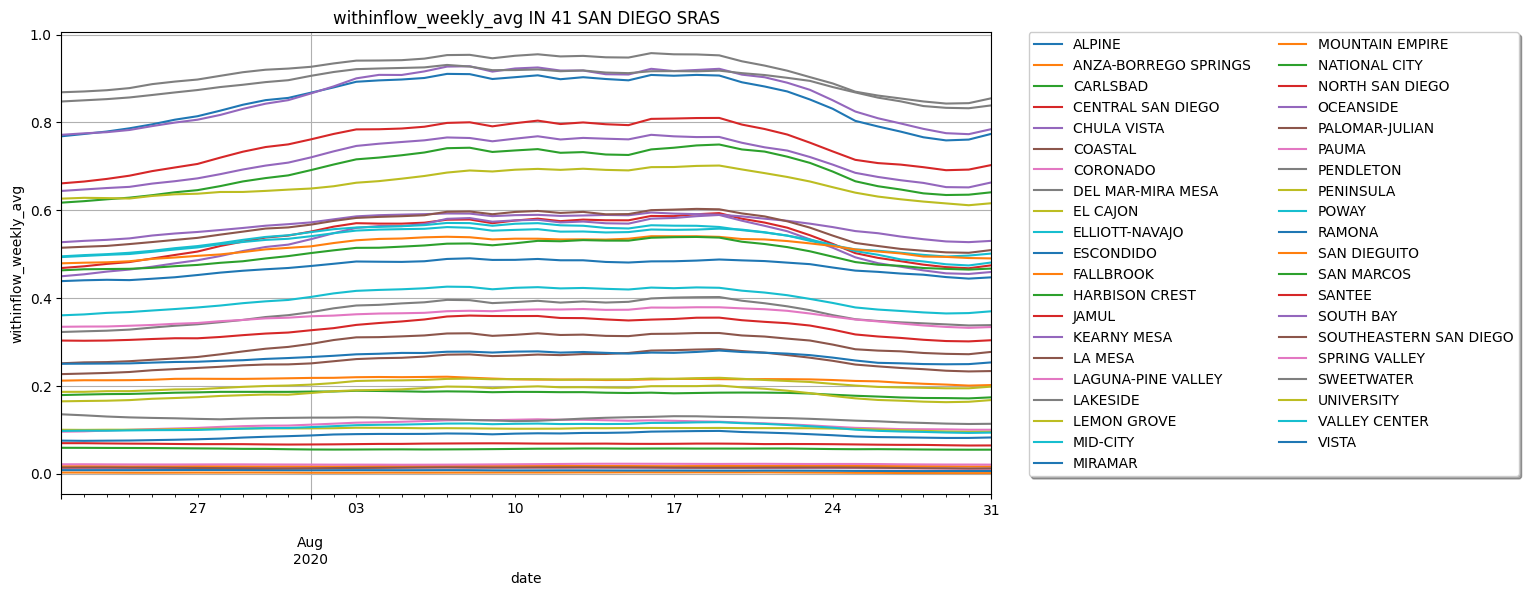 withinflow_weekly_avg IN 41 SAN DIEGO SRAS
withinflow_weekly_avg
1.0
0.8
0.6
0.4
0.2
0.0
27
03
10
17
24
31
Aug
2020
date
ALPINE
ANZA-BORREGO SPRINGS
CARLSBAD
CENTRAL SAN DIEGO
CHULA VISTA
COASTAL
CORONADO
DEL MAR-MIRA MESA
EL CAJON
ELLIOTT-NAVAJO
ESCONDIDO
FALLBROOK
HARBISON CREST
JAMUL
KEARNY MESA
LA MESA
LAGUNA-PINE VALLEY
LAKESIDE
LEMON GROVE
MID-CITY
MIRAMAR
MOUNTAIN EMPIRE
NATIONAL CITY
NORTH SAN DIEGO
OCEANSIDE
PALOMAR-JULIAN
PAUMA
PENDLETON
PENINSULA
POWAY
RAMONA
SAN DIEGUITO
SAN MARCOS
SANTEE
SOUTH BAY
SOUTHEASTERN SAN DIEGO
SPRING VALLEY
SWEETWATER
UNIVERSITY
VALLEY CENTER
VISTA